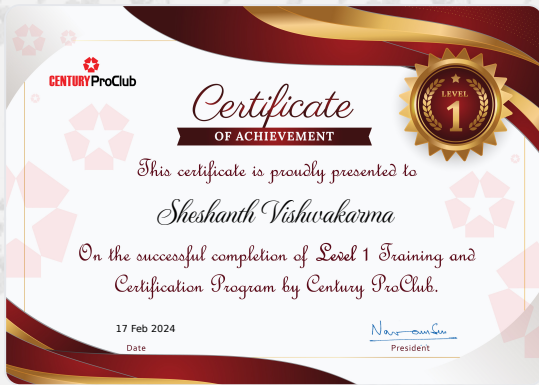 CENTURY ProClub
Certificate
OF ACHIEVEMENT
LEVEL
1
This certificate is proudly presented to
Sheshanth Vishwakarma
On the successful completion of Level 1 Training and
Certification Program by Century ProClub.
17 Feb 2024
Date
President